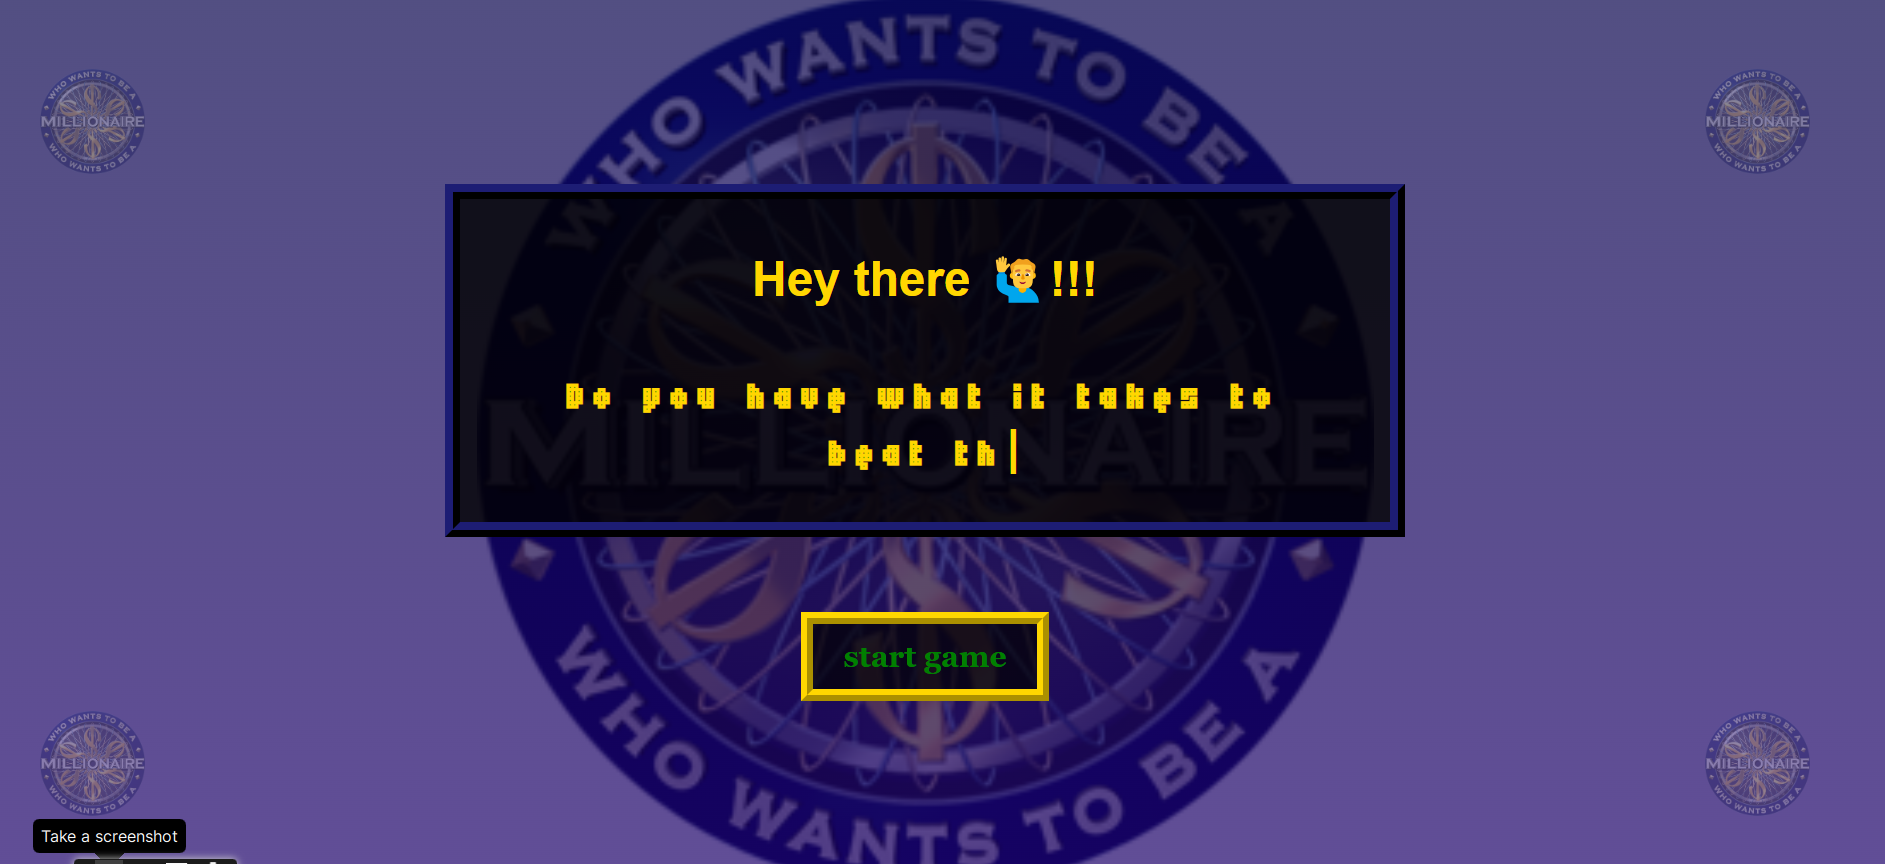 WHO WANTS TO BE A
WHO WANTS TO BE A
MILLIONAIRE
WHO WANTS TO BE A
WHO WANTS TO BE A
MILLIONAIRE
WHO WANTS TO BE A
Hey there 🙋‍♂️!!!
Do you have what it takes to
beat th
MILLIONAIRE
start game
WHO WANTS TO BE A
WHO WANTS TO BE A
MILLIONAIRE
WHO WANTS TO BE A
WHO WANTS TO BE A
MILLIONAIRE
WHO WANTS TO BE A
Take a screenshot